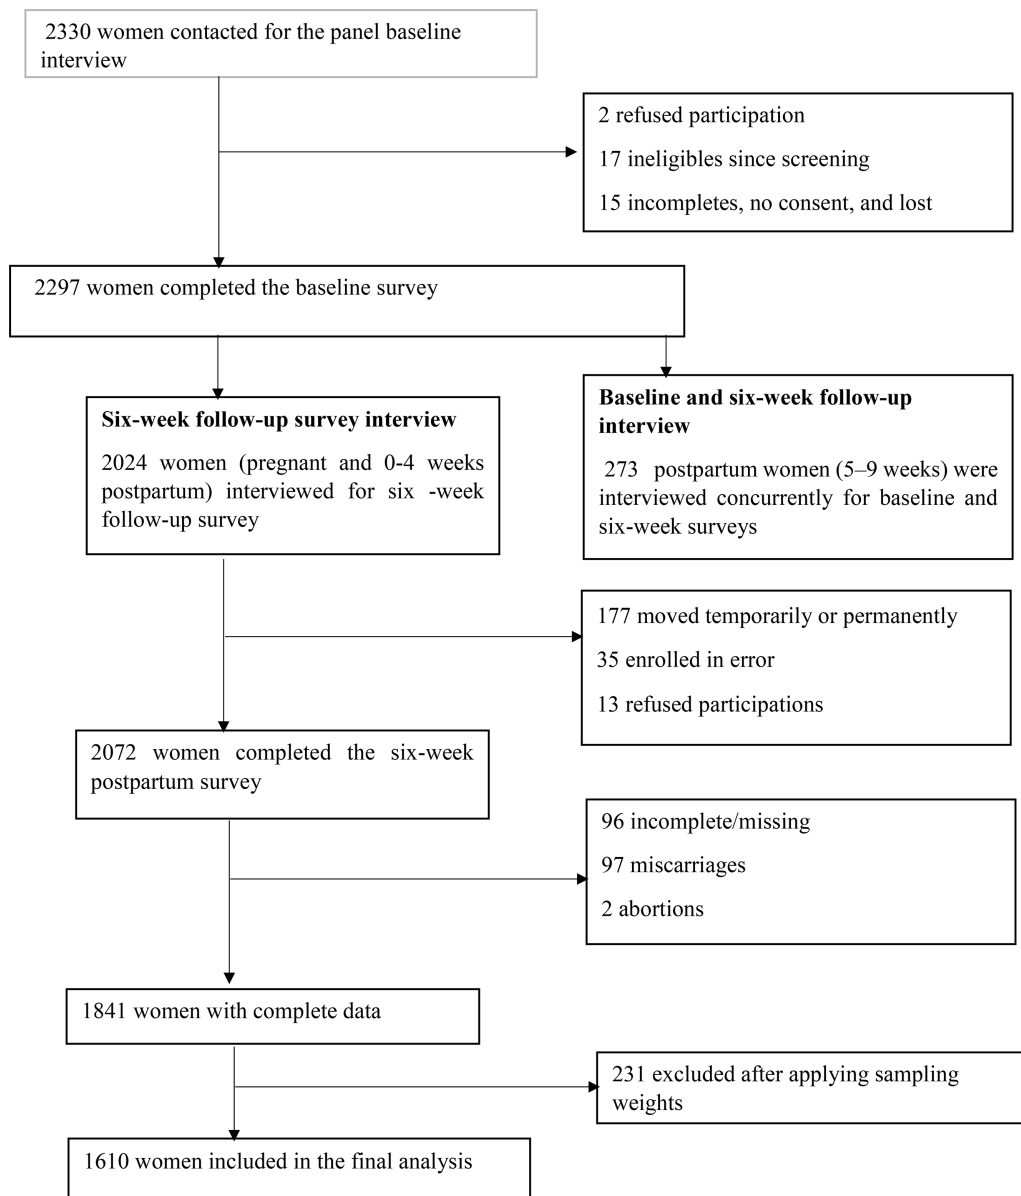 2330 women contacted for the panel baseline
interview
2 refused participation
17 ineligibles since screening
15 incompletes, no consent, and lost
2297 women completed the baseline survey
Six-week follow-up survey interview
2024 women (pregnant and 0-4 weeks
postpartum) interviewed for six -week
follow-up survey
Baseline and six-week follow-up
interview
273 postpartum women (5–9 weeks) were
interviewed concurrently for baseline and
six-week surveys
177 moved temporarily or permanently
35 enrolled in error
13 refused participations
2072 women completed the six-week
postpartum survey
96 incomplete/missing
97 miscarriages
2 abortions
1841 women with complete data
231 excluded after applying sampling
weights
1610 women included in the final analysis